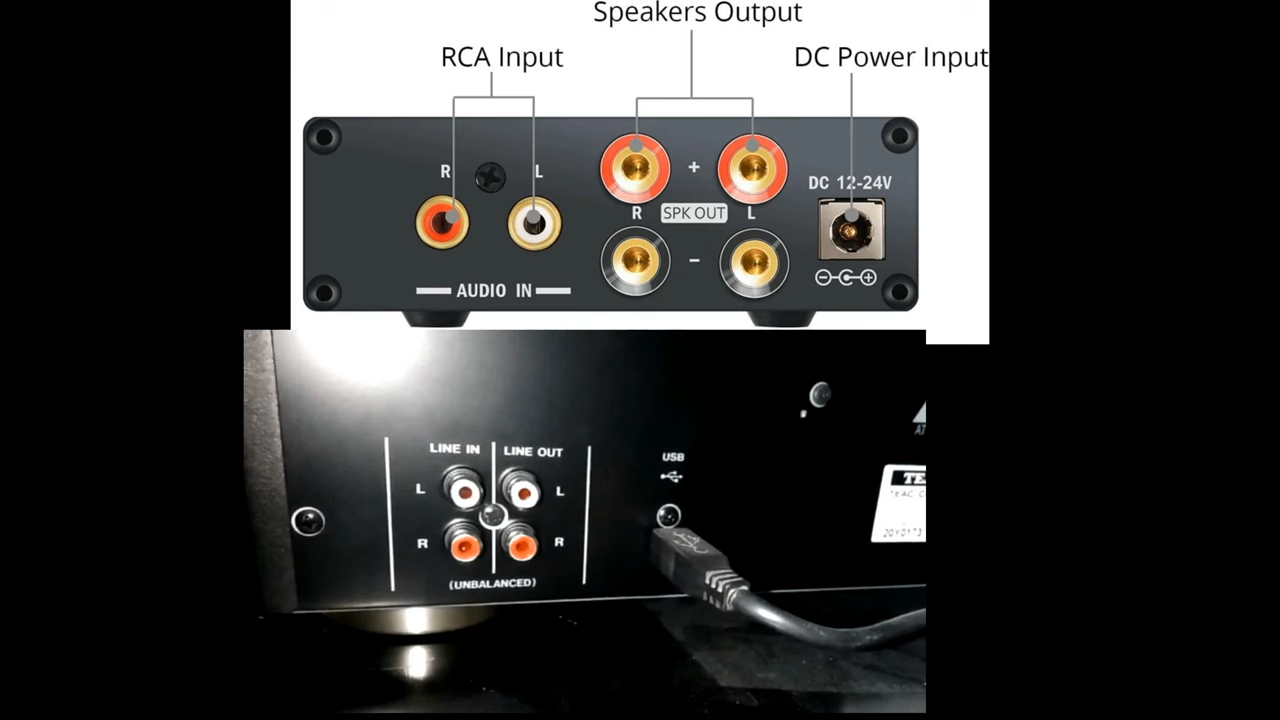 Speakers Output
RCA Input
DC Power Input
R L
+
DC 12-24V
R SPK OUT L
-
AUDIO IN
LINE IN LINE OUT
USB
L L
R R
(UNBALANCED)
TEAC C